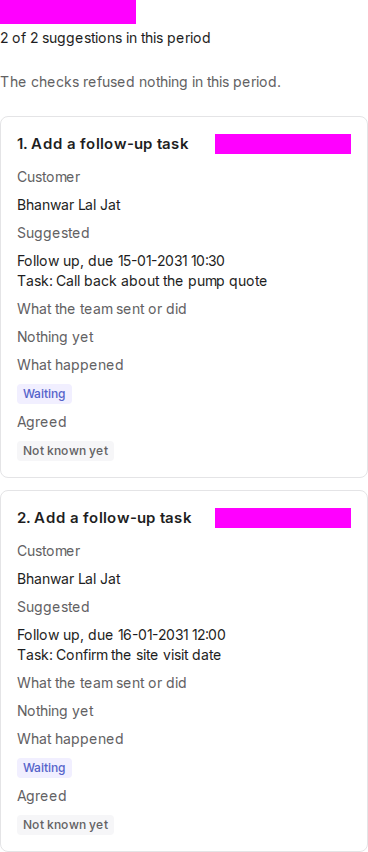 2 of 2 suggestions in this period
The checks refused nothing in this period.
1. Add a follow-up task
Customer
Bhanwar Lal Jat
Suggested
Follow up, due 15-01-2031 10:30
Task: Call back about the pump quote
What the team sent or did
Nothing yet
What happened
Waiting
Agreed
Not known yet
2. Add a follow-up task
Customer
Bhanwar Lal Jat
Suggested
Follow up, due 16-01-2031 12:00
Task: Confirm the site visit date
What the team sent or did
Nothing yet
What happened
Waiting
Agreed
Not known yet